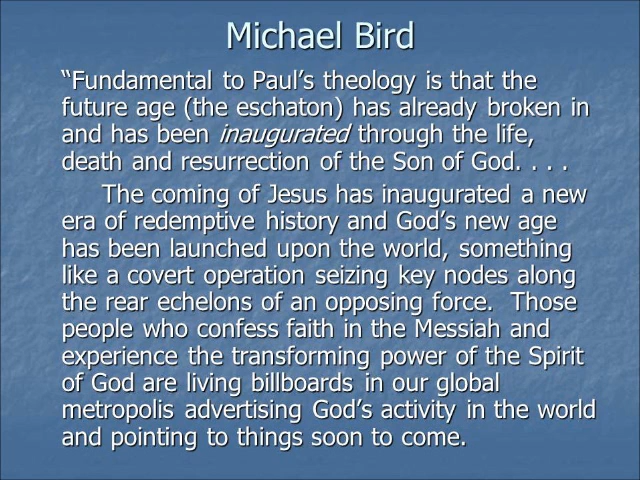 Michael Bird
“Fundamental to Paul’s theology is that the
future age (the eschaton) has already broken in
and has been inaugurated through the life,
death and resurrection of the Son of God. . . .
The coming of Jesus has inaugurated a new
era of redemptive history and God’s new age
has been launched upon the world, something
like a covert operation seizing key nodes along
the rear echelons of an opposing force.  Those
people who confess faith in the Messiah and
experience the transforming power of the Spirit
of God are living billboards in our global
metropolis advertising God’s activity in the world
and pointing to things soon to come.